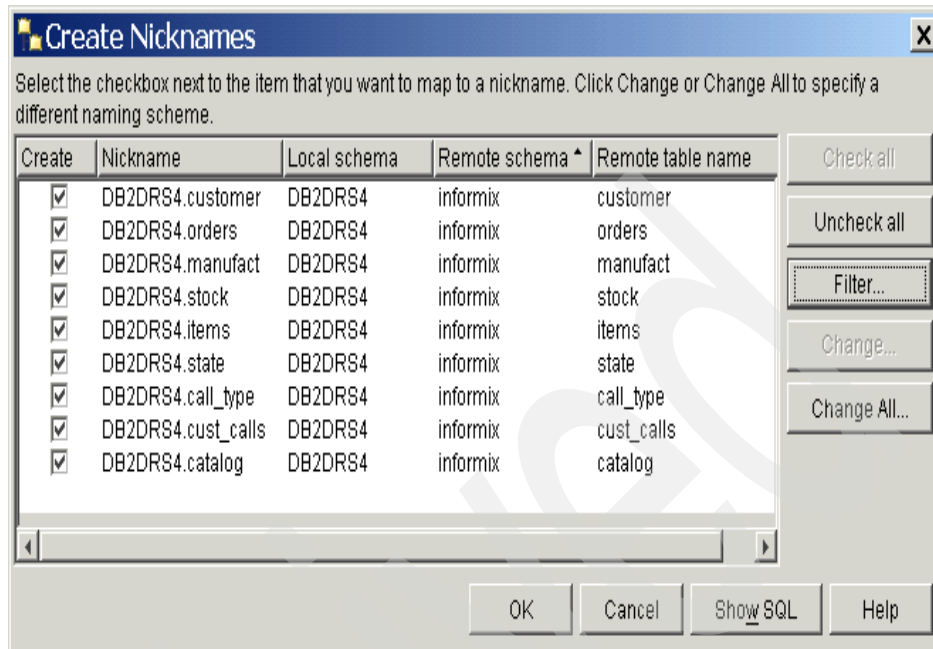 Create Nicknames
Select the checkbox next to the item that you want to map to a nickname. Click Change or Change All to specify a
different naming scheme.
Create Nickname Local schema Remote schema Remote table name
DB2DRS4.customer DB2DRS4 informix customer
DB2DRS4.orders DB2DRS4 informix orders
DB2DRS4.manufact DB2DRS4 informix manufact
DB2DRS4.stock DB2DRS4 informix stock
DB2DRS4.items DB2DRS4 informix items
DB2DRS4.state DB2DRS4 informix state
DB2DRS4.call_type DB2DRS4 informix call_type
DB2DRS4.cust_calls DB2DRS4 informix cust_calls
DB2DRS4.catalog DB2DRS4 informix catalog
Check all
Uncheck all
Filter...
Change...
Change All...
OK Cancel Show SQL Help